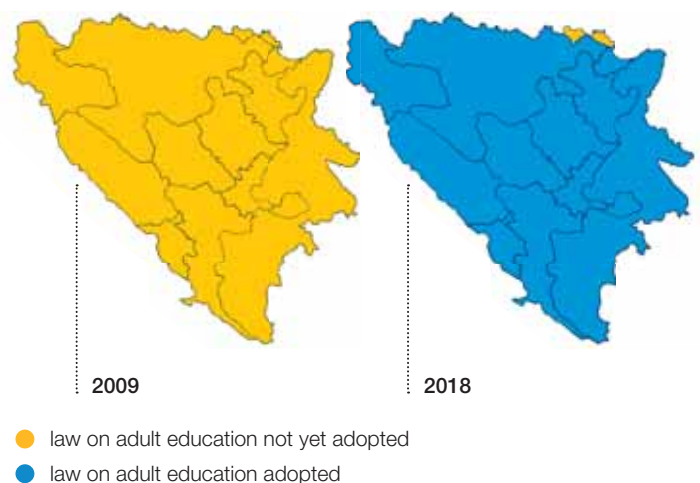 2009
2018
law on adult education not yet adopted
law on adult education adopted